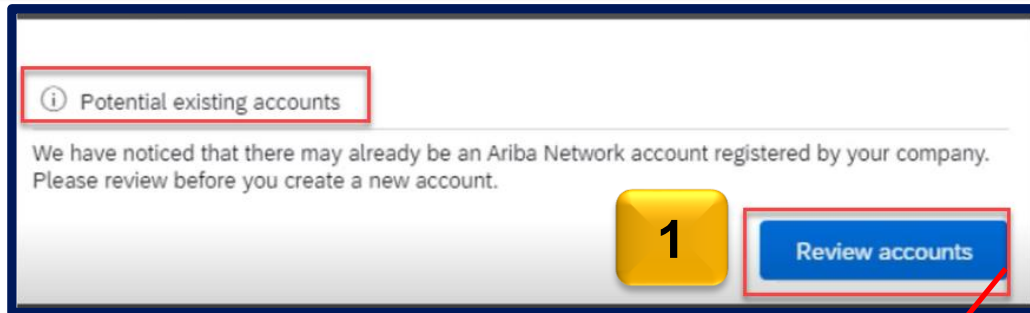 Potential existing accounts
We have noticed that there may already be an Ariba Network account registered by your company.
Please review before you create a new account.
1
Review accounts